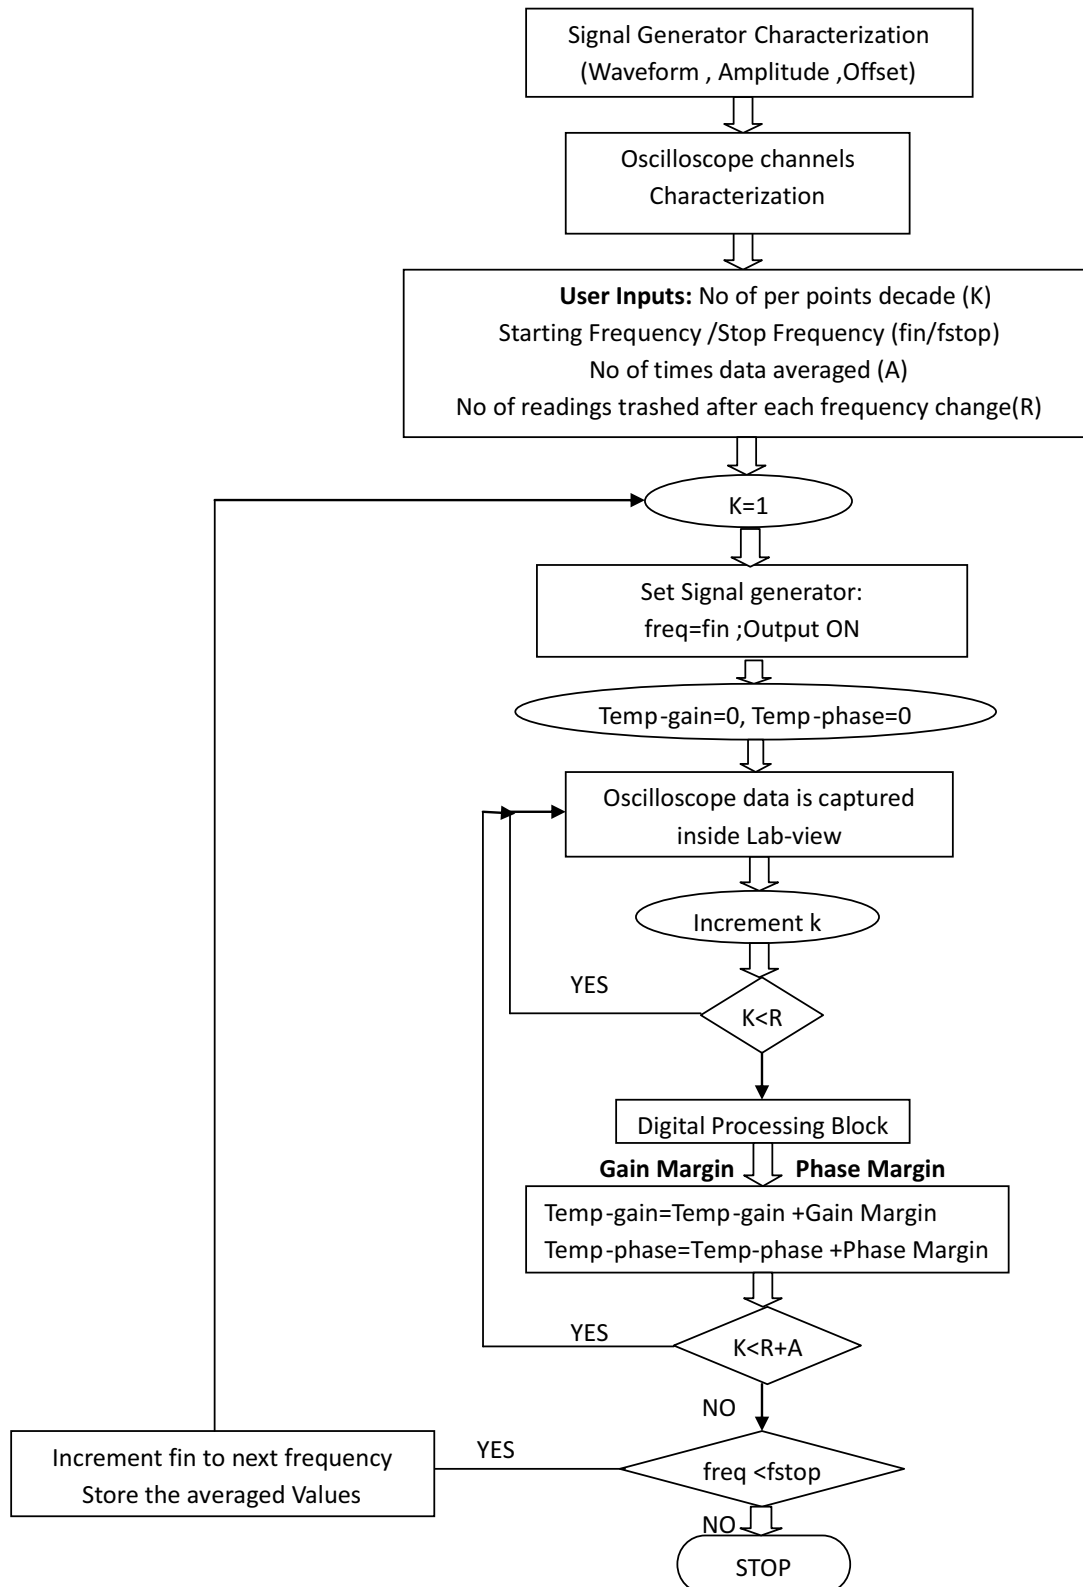 Signal Generator Characterization
(Waveform , Amplitude ,Offset)
Oscilloscope channels
Characterization
User Inputs: No of per points decade (K)
Starting Frequency /Stop Frequency (fin/fstop)
No of times data averaged (A)
No of readings trashed after each frequency change(R)
K=1
Set Signal generator:
freq=fin ;Output ON
Temp-gain=0, Temp-phase=0
Oscilloscope data is captured
inside Lab-view
Increment k
YES
K<R
Digital Processing Block
Gain Margin Phase Margin
Temp-gain=Temp-gain +Gain Margin
Temp-phase=Temp-phase +Phase Margin
YES
K<R+A
NO
Increment fin to next frequency
Store the averaged Values
YES
freq <fstop
NO
STOP